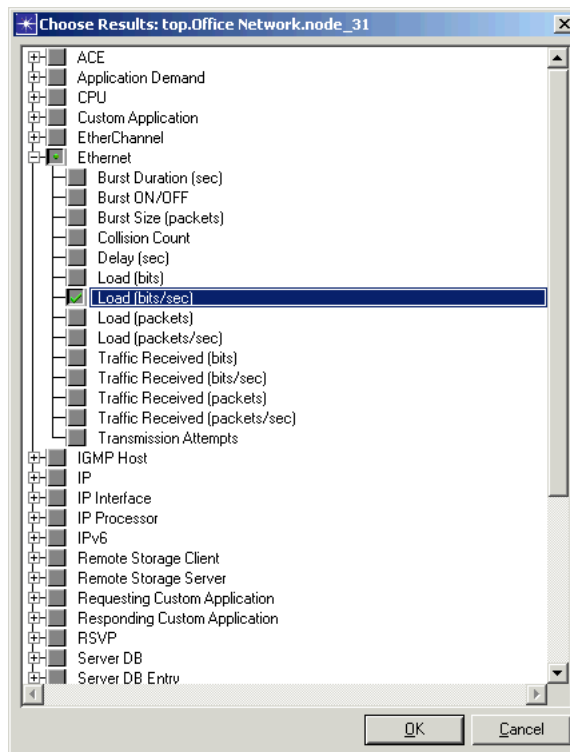 Choose Results: top.Office Network.node_31
ACE
Application Demand
CPU
Custom Application
EtherChannel
Ethernet
Burst Duration (sec)
Burst ON/OFF
Burst Size (packets)
Collision Count
Delay (sec)
Load (bits)
Load (bits/sec)
Load (packets)
Load (packets/sec)
Traffic Received (bits)
Traffic Received (bits/sec)
Traffic Received (packets)
Traffic Received (packets/sec)
Transmission Attempts
IGMP Host
IP
IP Interface
IP Processor
IPv6
Remote Storage Client
Remote Storage Server
Requesting Custom Application
Responding Custom Application
RSVP
Server DB
Server DB Entry
OK Cancel